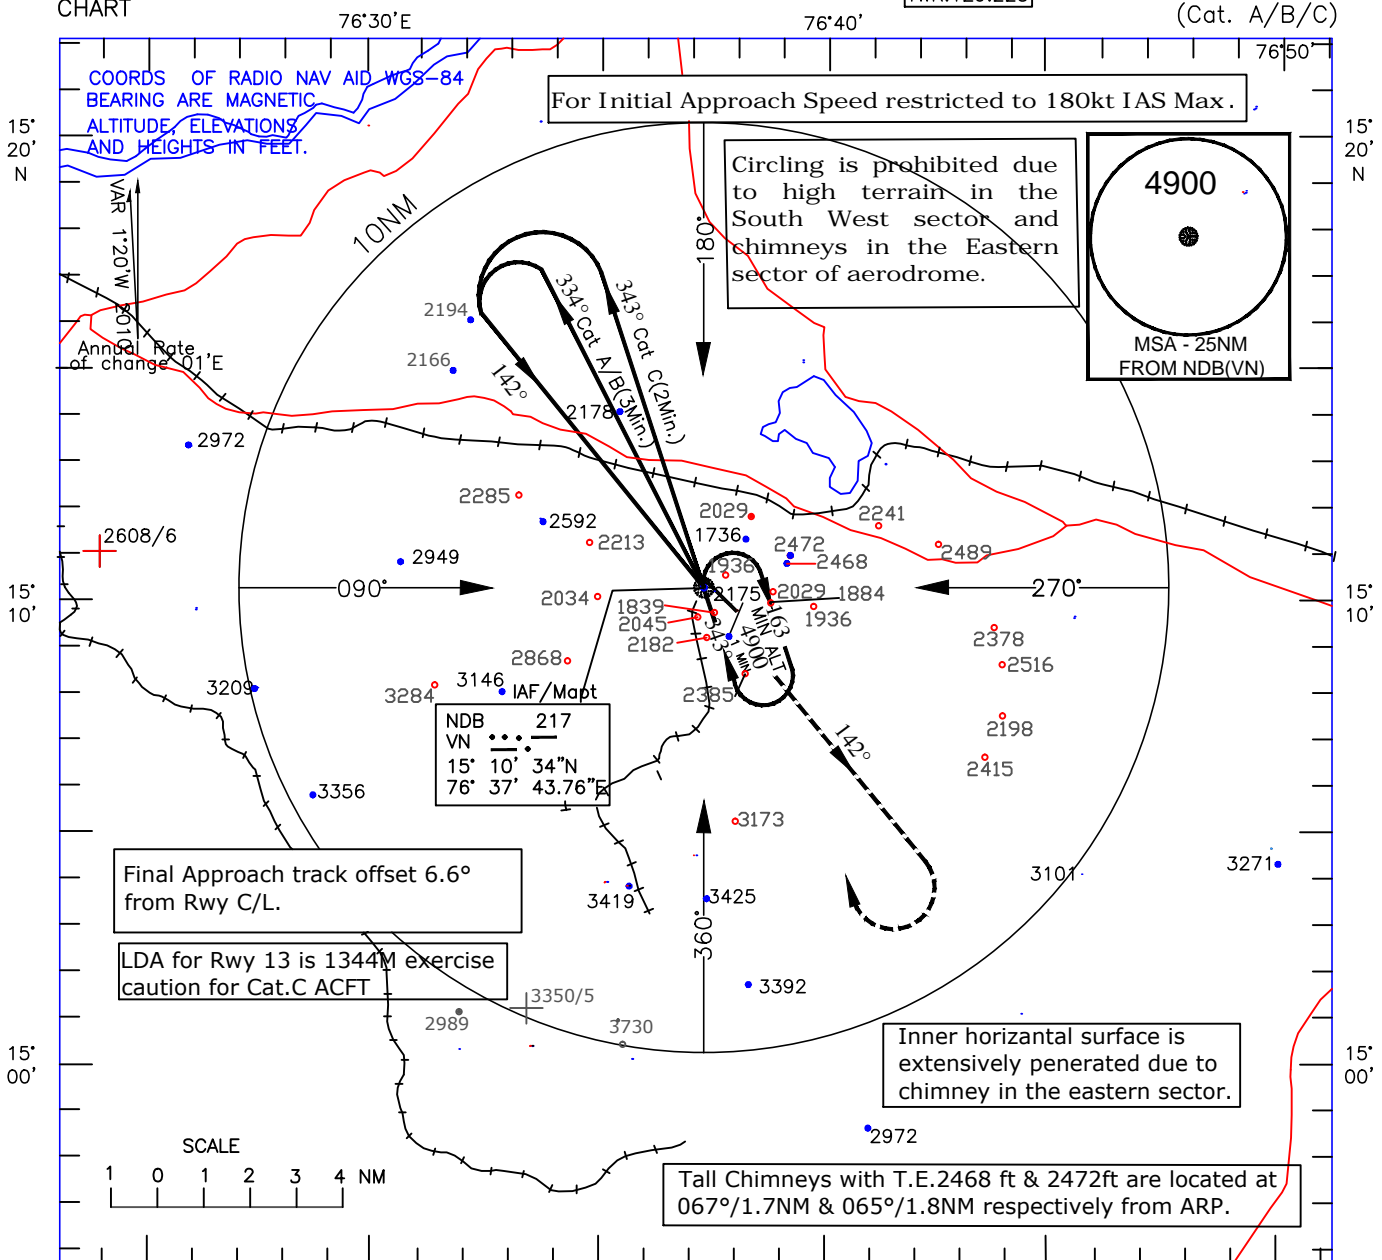 CHART
76°30'E
76°40'
(Cat. A/B/C)
76°50'
COORDS OF RADIO NAV AID WGS-84
BEARING ARE MAGNETIC
ALTITUDE, ELEVATIONS
AND HEIGHTS IN FEET.
For Initial Approach Speed restricted to 180kt IAS Max.
15°
20'
N
15°
20'
N
Circling is prohibited due
to high terrain in the
South West sector and
chimneys in the Eastern
sector of aerodrome.
4900
MSA - 25NM
FROM NDB(VN)
VAR 1°20'W 2010
Annual Rate
of change 01'E
10NM
180°
334° Cat A/B(3Min.)
343° Cat C(2Min.)
142°
2194
2166
2178
2972
2285
2592
2213
2949
2608/6
2029
1736
2241
2472
2468
2489
1936
090°
270°
2175
2029
1884
1936
2034
1839
2045
2182
343°
1 MIN
MIN ALT
4900
163°
2378
2516
2868
3284
3146
3209
2385
IAF/Mapt
NDB 217
VN
15° 10' 34"N
76° 37' 43.76"E
15°
10'
15°
10'
2198
2415
142°
3356
3173
3101
3271
Final Approach track offset 6.6°
from Rwy C/L.
3419
3425
360°
LDA for Rwy 13 is 1344M exercise
caution for Cat.C ACFT
3392
3350/5
2989
3730
Inner horizantal surface is
extensively penerated due to
chimney in the eastern sector.
15°
00'
15°
00'
2972
SCALE
1 0 1 2 3 4 NM
Tall Chimneys with T.E.2468 ft & 2472ft are located at
067°/1.7NM & 065°/1.8NM respectively from ARP.